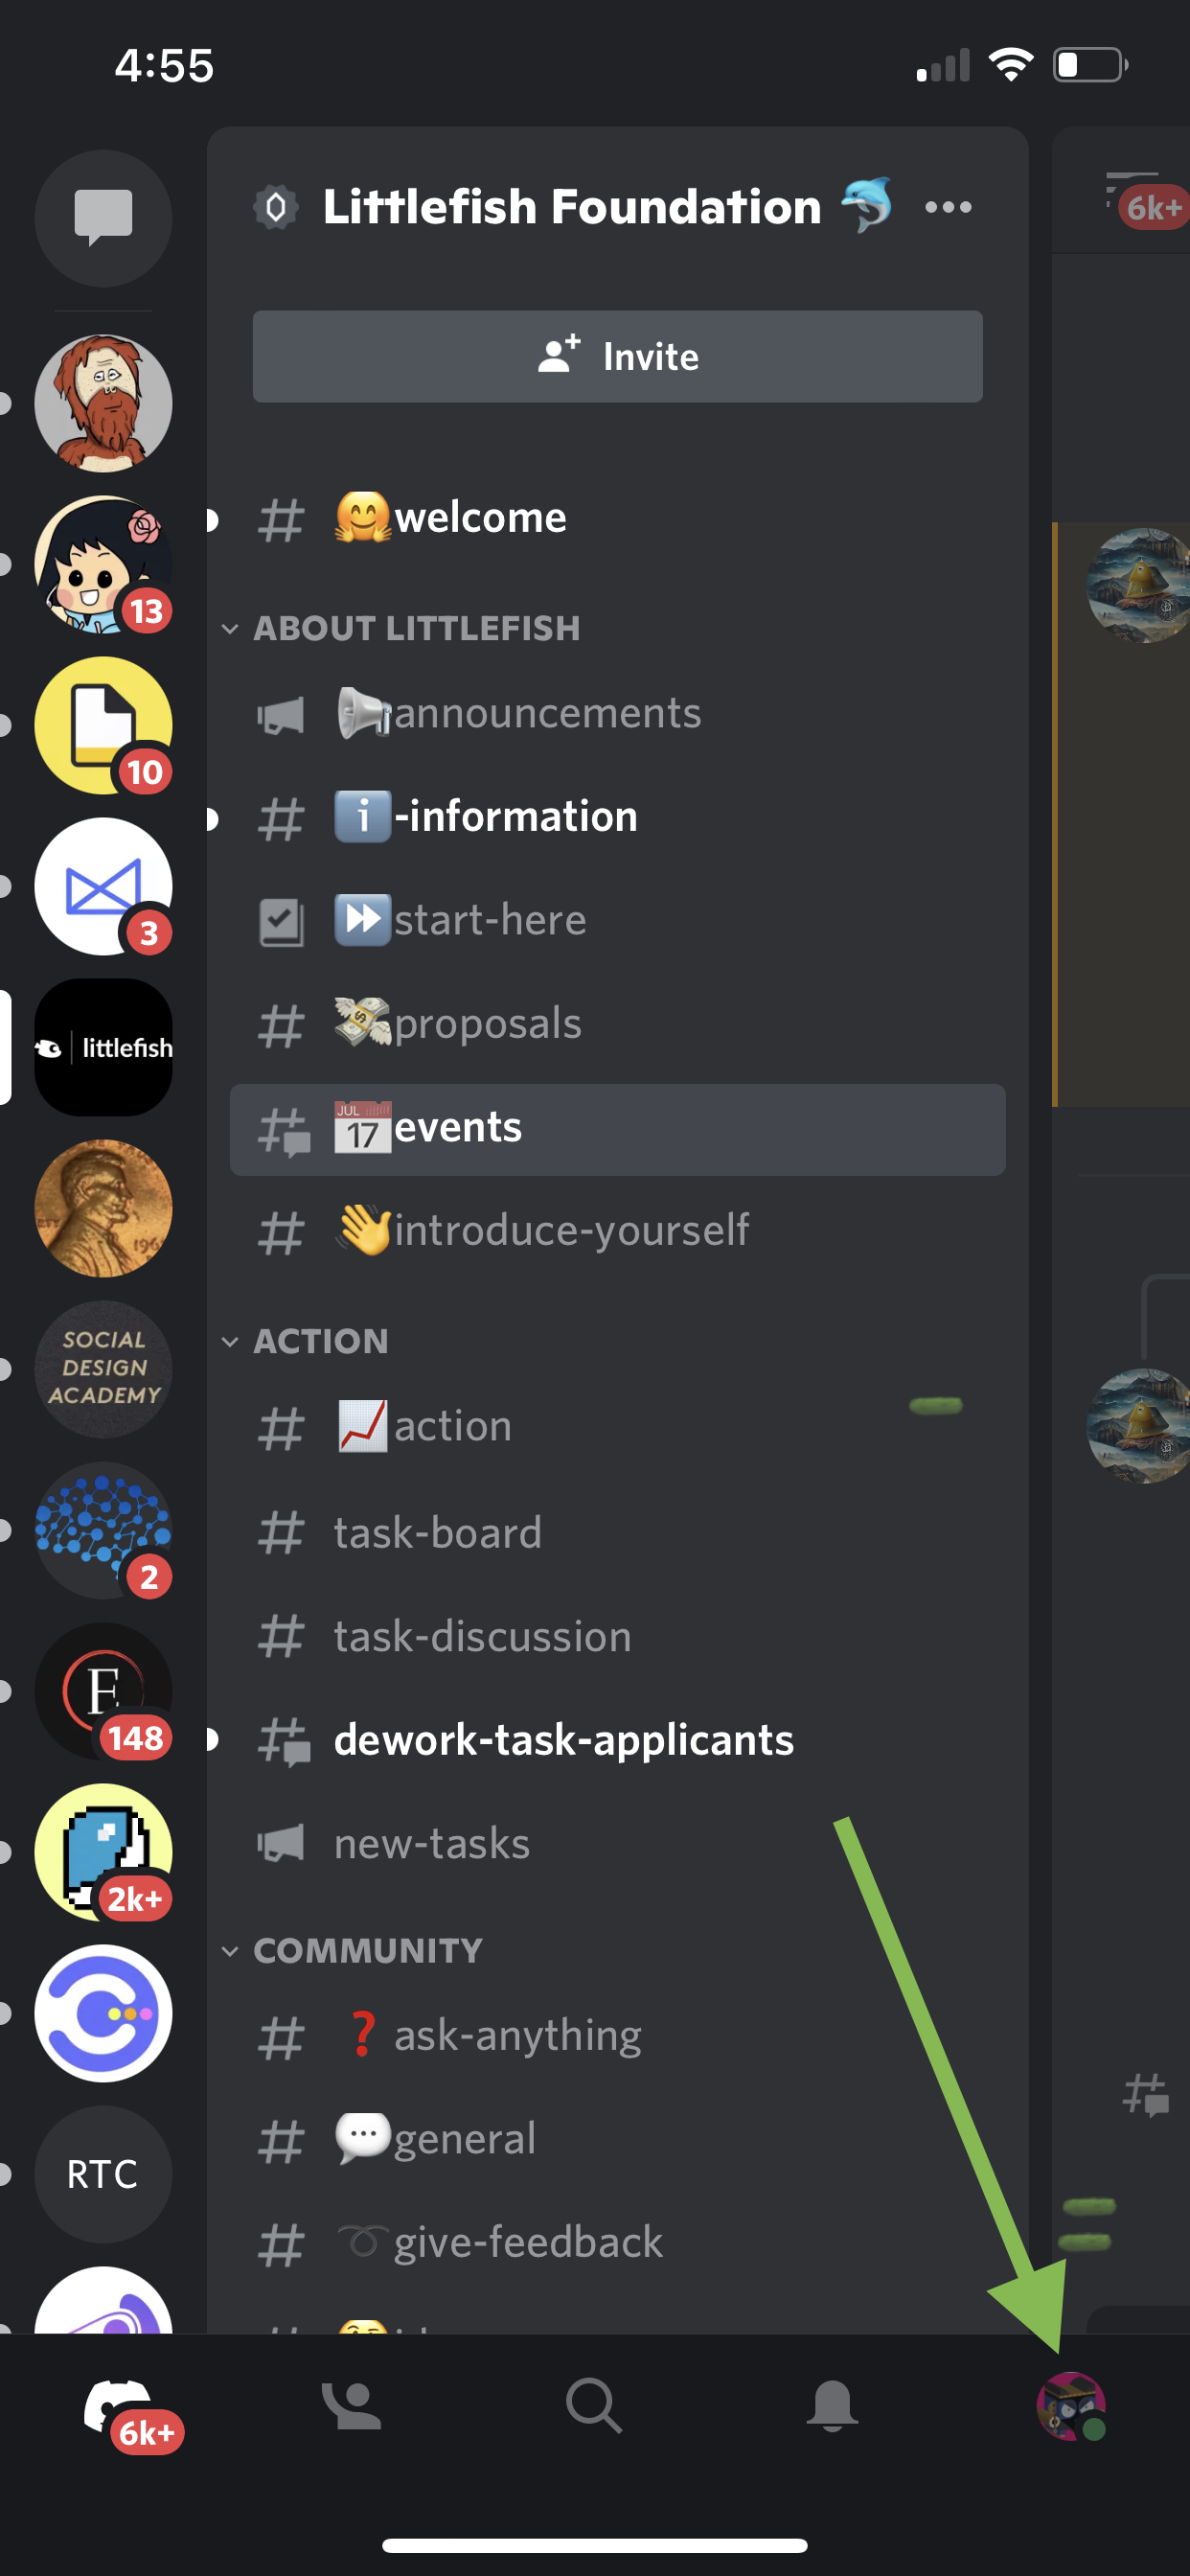 4:55
Littlefish Foundation
6k+
Invite
welcome
ABOUT LITTLEFISH
13
announcements
10
-information
3
start-here
proposals
littlefish
JUL
17
events
196
introduce-yourself
SOCIAL
DESIGN
ACADEMY
ACTION
action
task-board
2
task-discussion
E
148
dework-task-applicants
new-tasks
2k+
COMMUNITY
ask-anything
RTC
general
give-feedback
6k+